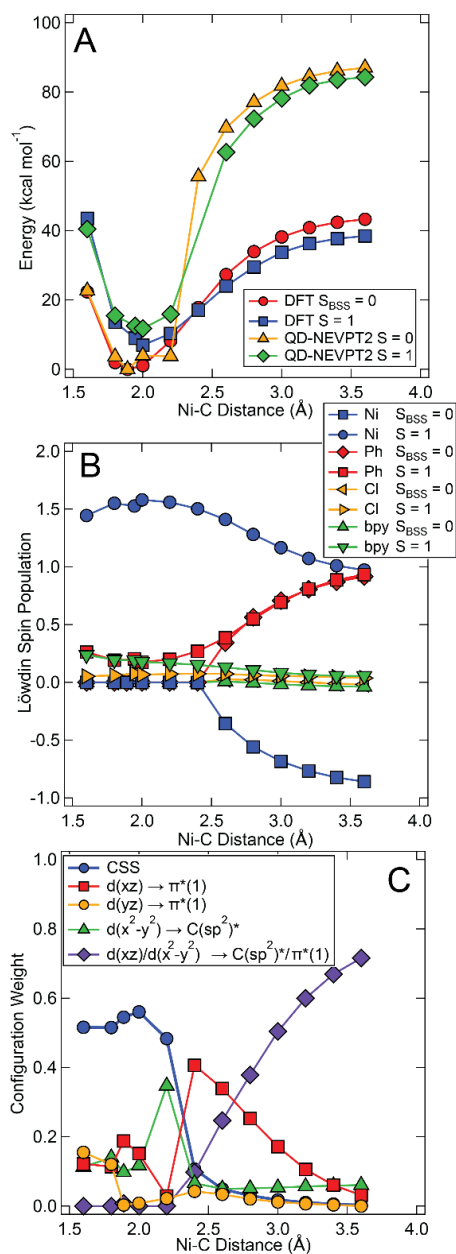 A
100
80
60
40
20
0
Energy (kcal mol⁻¹)
DFT S_BSS = 0
DFT S = 1
QD-NEVPT2 S = 0
QD-NEVPT2 S = 1
1.5 2.0 2.5 3.0 3.5 4.0
Ni-C Distance (Å)
Ni S_BSS = 0
Ni S = 1
Ph S_BSS = 0
Ph S = 1
Cl S_BSS = 0
Cl S = 1
bpy S_BSS = 0
bpy S = 1
B
2.0
1.5
1.0
0.5
0.0
-0.5
-1.0
Löwdin Spin Population
1.5 2.0 2.5 3.0 3.5 4.0
Ni-C Distance (Å)
C
CSS
d(xz) → π*(1)
d(yz) → π*(1)
d(x²-y²) → C(sp²)*
d(xz)/d(x²-y²) → C(sp²)*/π*(1)
1.0
0.8
0.6
0.4
0.2
0.0
Configuration Weight
1.5 2.0 2.5 3.0 3.5 4.0
Ni-C Distance (Å)